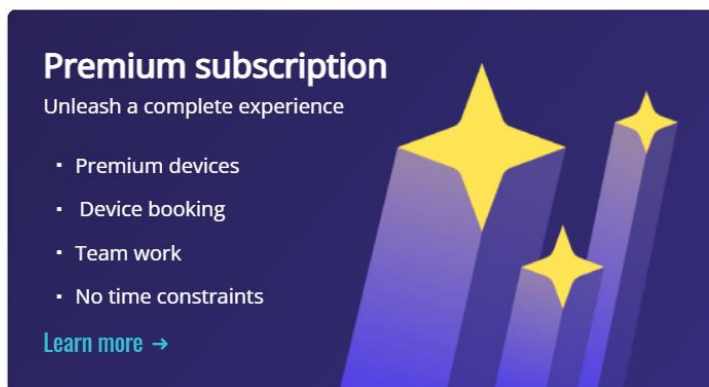 Premium subscription
Unleash a complete experience
▪ Premium devices
▪ Device booking
▪ Team work
▪ No time constraints
Learn more →